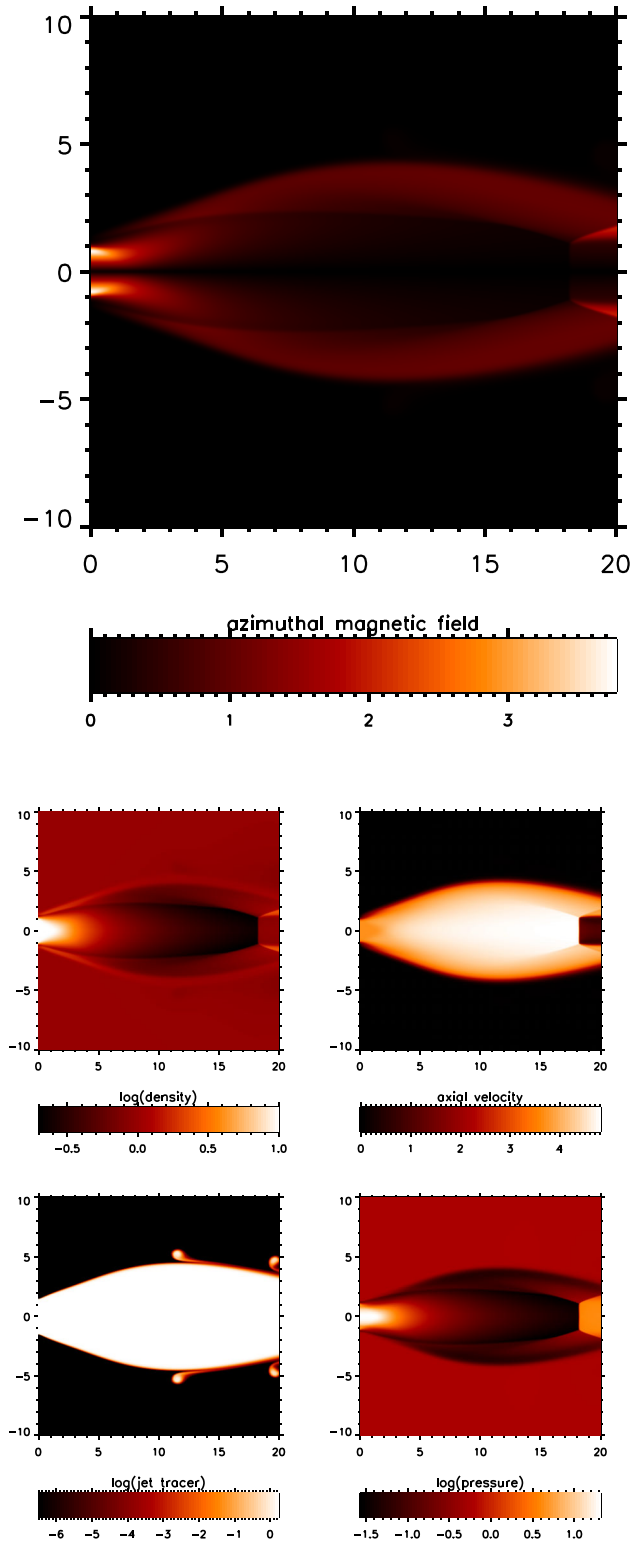 10
5
0
−5
−10
0 5 10 15 20
azimuthal magnetic field
0 1 2 3
10 10
5 5
0 0
−5 −5
−10 −10
0 5 10 15 20 0 5 10 15 20
log(density) axial velocity
−0.5 0.0 0.5 1.0 0 1 2 3 4
10 10
5 5
0 0
−5 −5
−10 −10
0 5 10 15 20 0 5 10 15 20
log(jet tracer) log(pressure)
−6 −5 −4 −3 −2 −1 0 −1.5 −1.0 −0.5 0.0 0.5 1.0